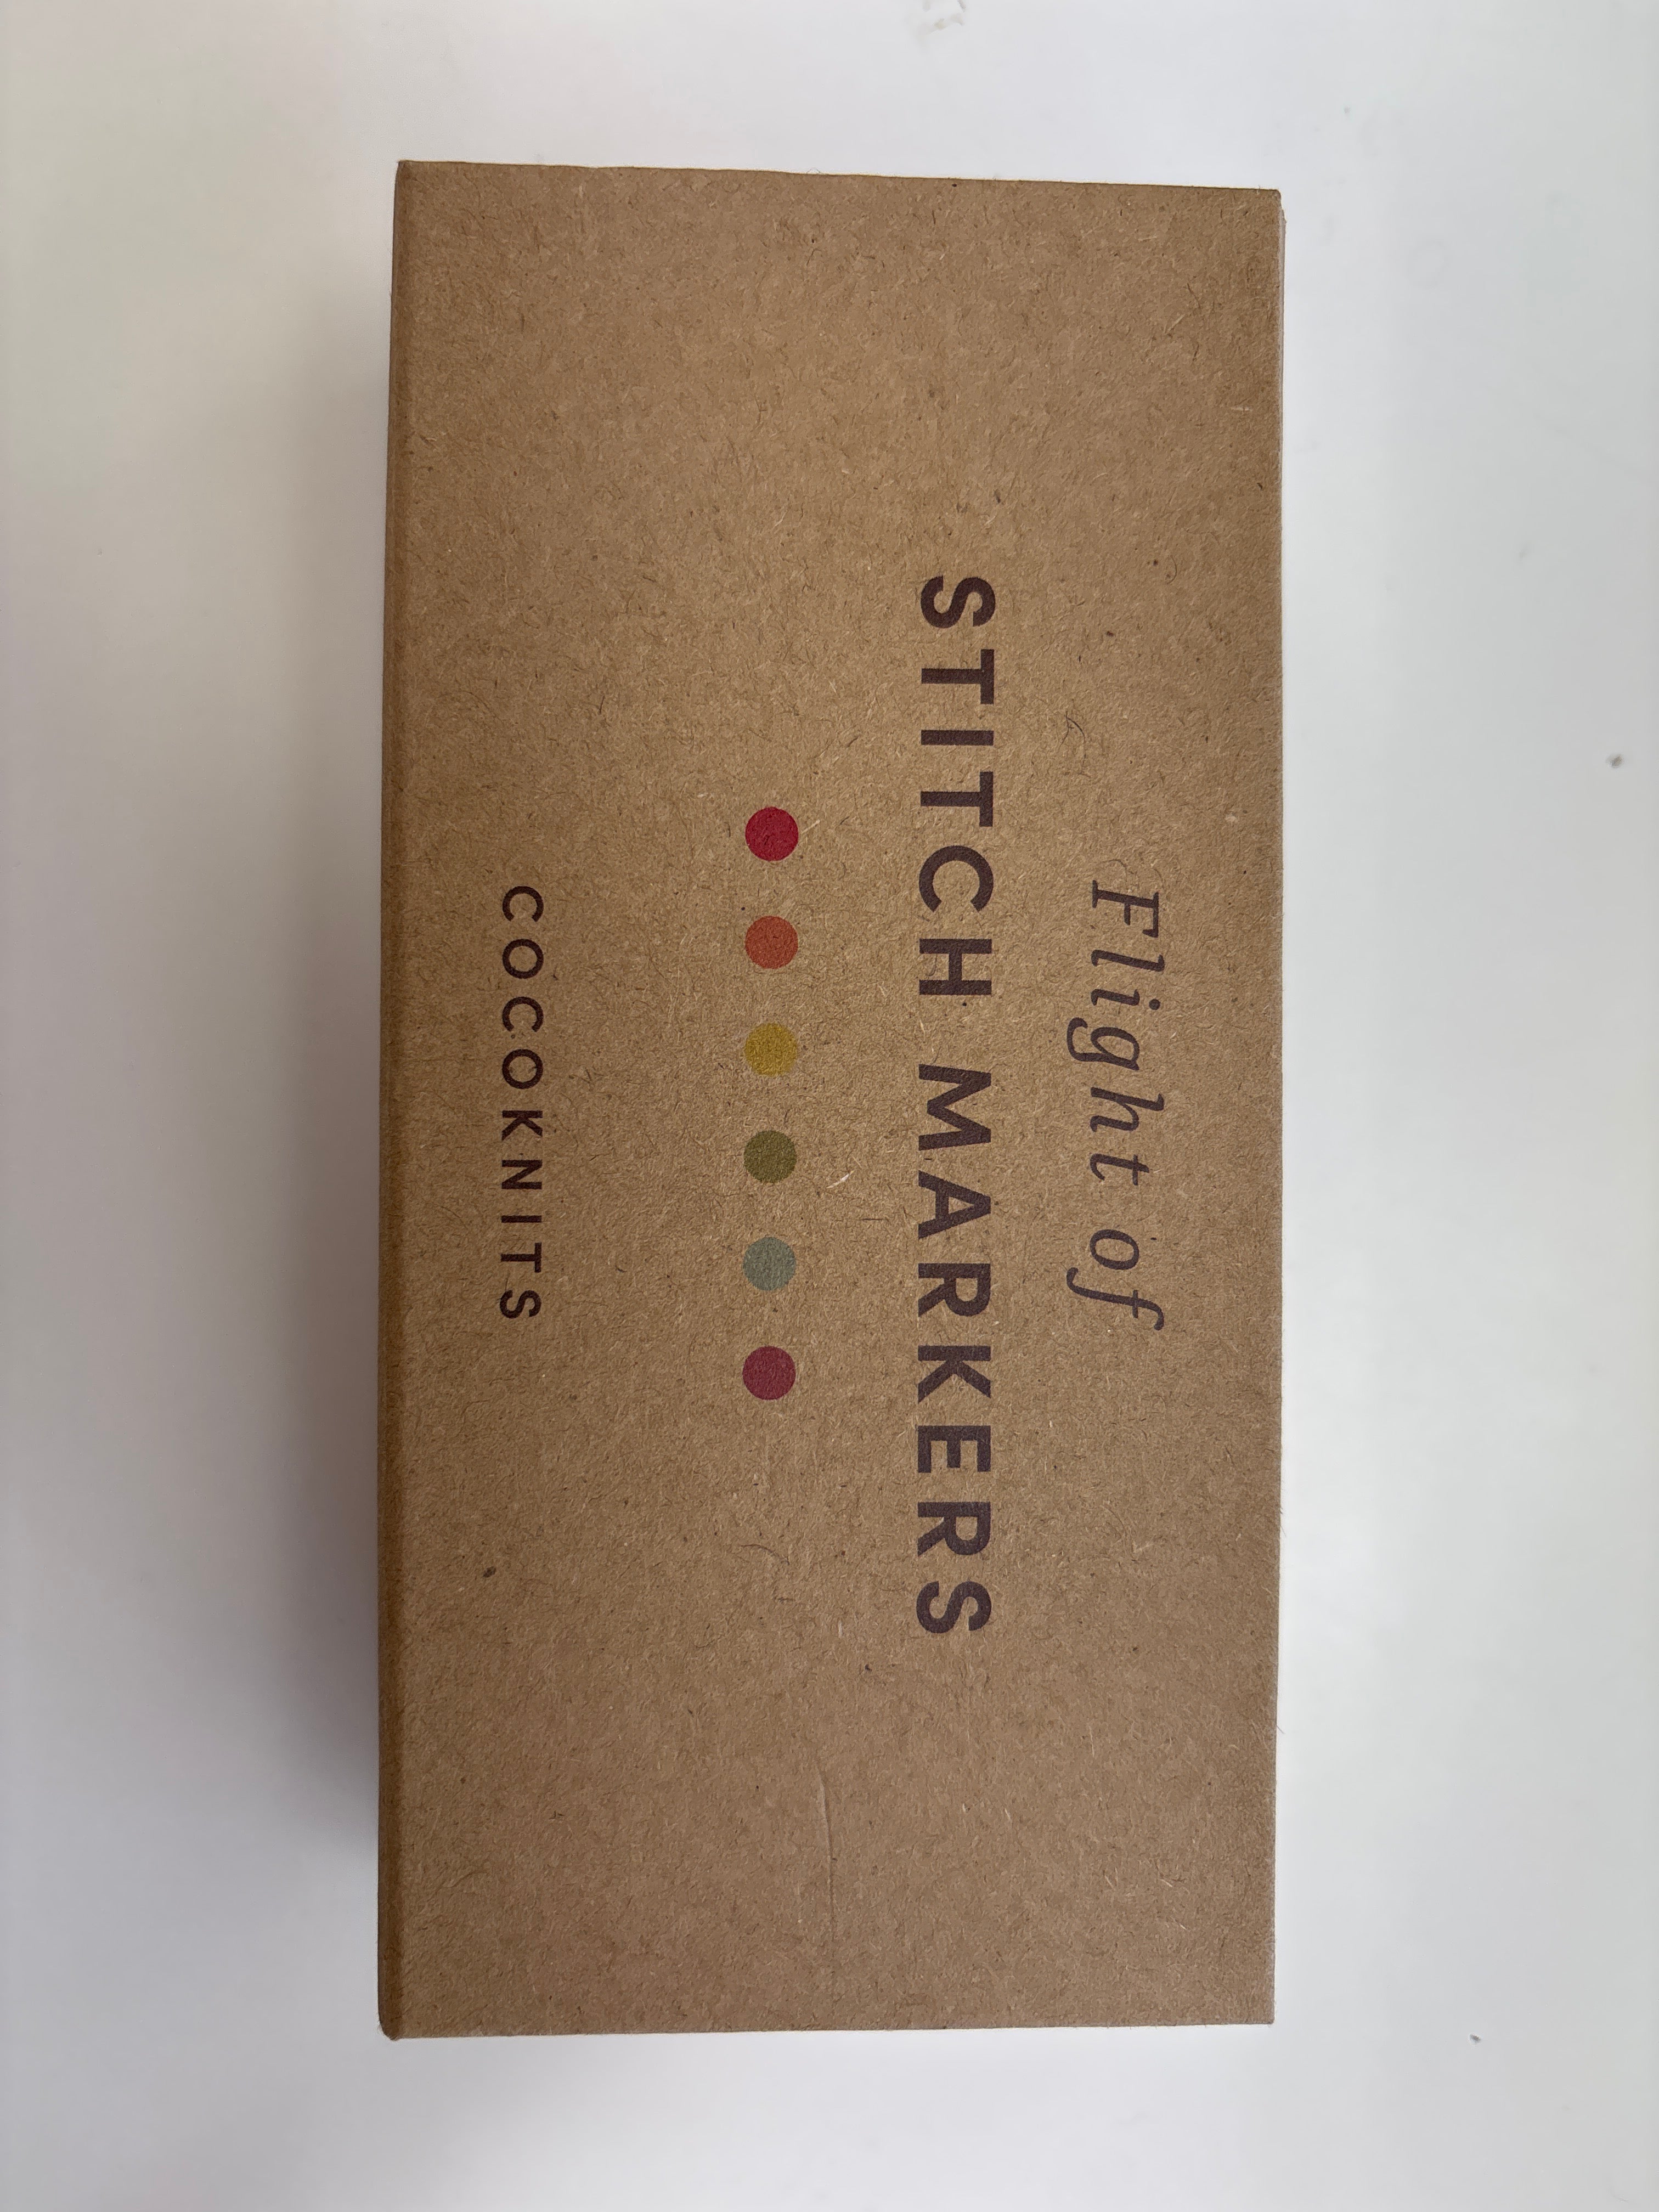 Flight of
STITCH MARKERS
COCOKNITS